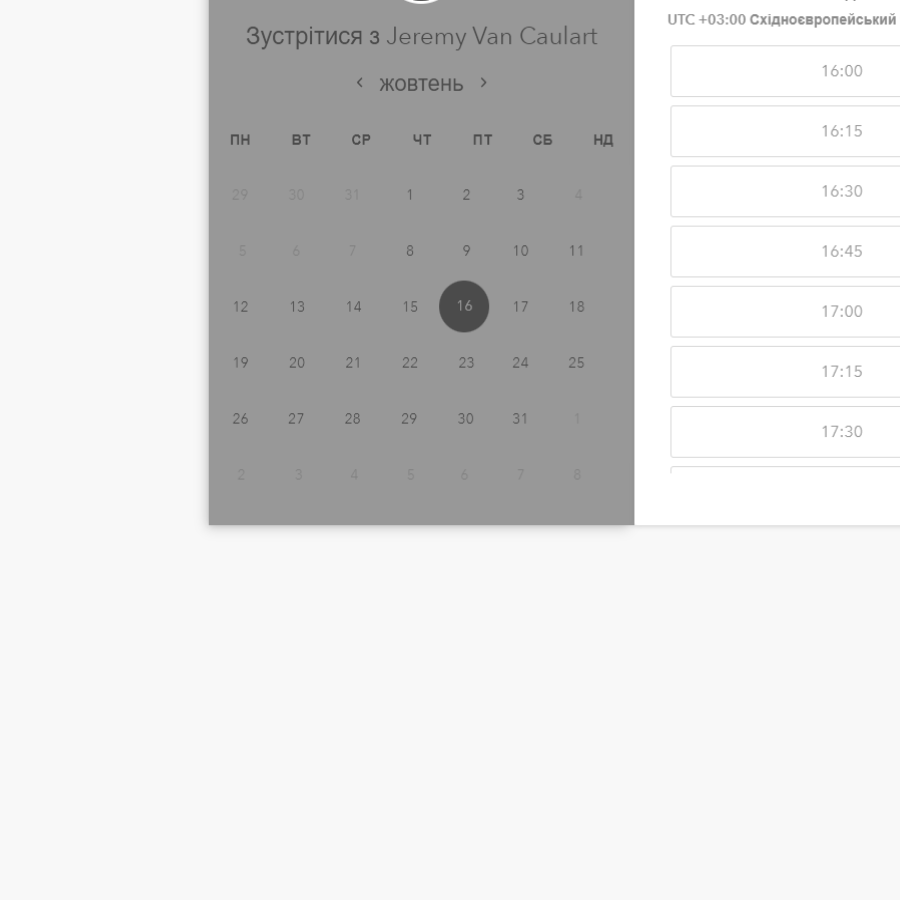 Зустрітися з Jeremy Van Caulart
жовтень
ПН ВТ СР ЧТ ПТ СБ НД
29 30 31 1 2 3 4
5 6 7 8 9 10 11
12 13 14 15 16 17 18
19 20 21 22 23 24 25
26 27 28 29 30 31 1
2 3 4 5 6 7 8
UTC +03:00 Східноєвропейський
16:00
16:15
16:30
16:45
17:00
17:15
17:30